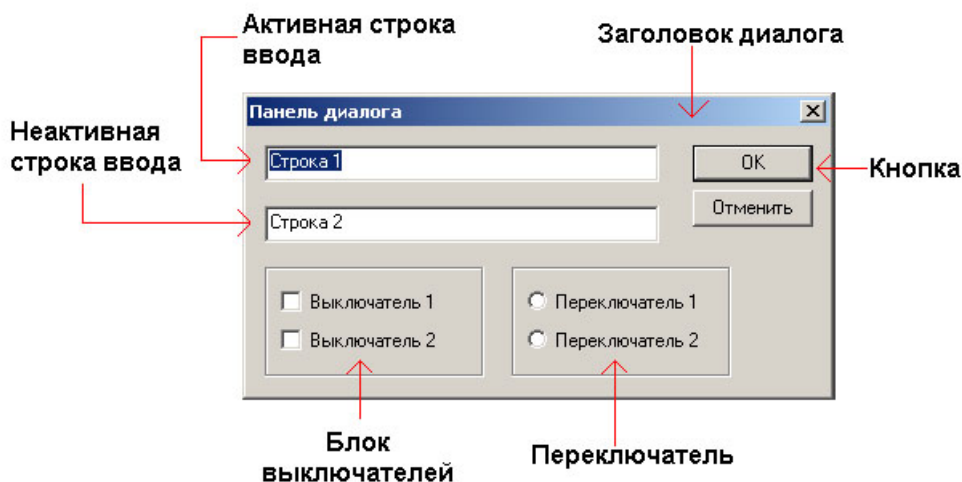 Активная строка
ввода
Заголовок диалога
Неактивная
строка ввода
Панель диалога
Строка 1
OK
Кнопка
Отменить
Строка 2
Выключатель 1
Переключатель 1
Выключатель 2
Переключатель 2
Блок
выключателей
Переключатель